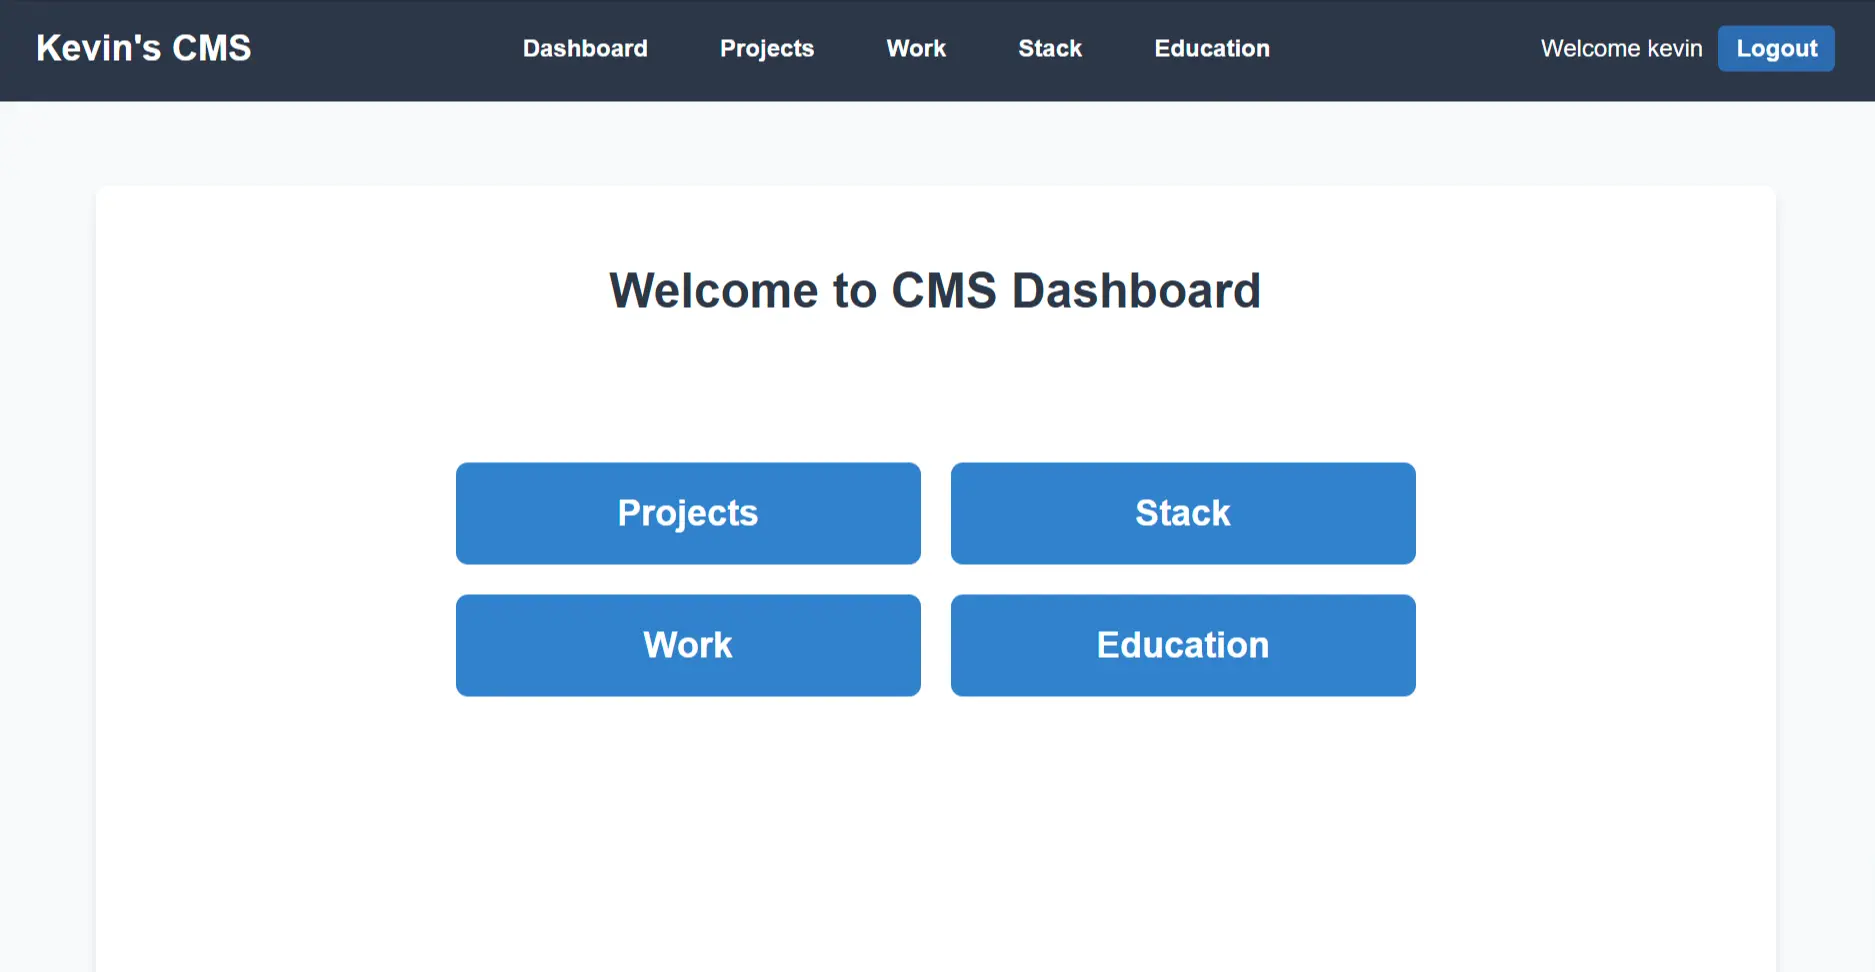 Kevin's CMS Dashboard Projects Work Stack Education Welcome kevin Logout
Welcome to CMS Dashboard
Projects Stack
Work Education